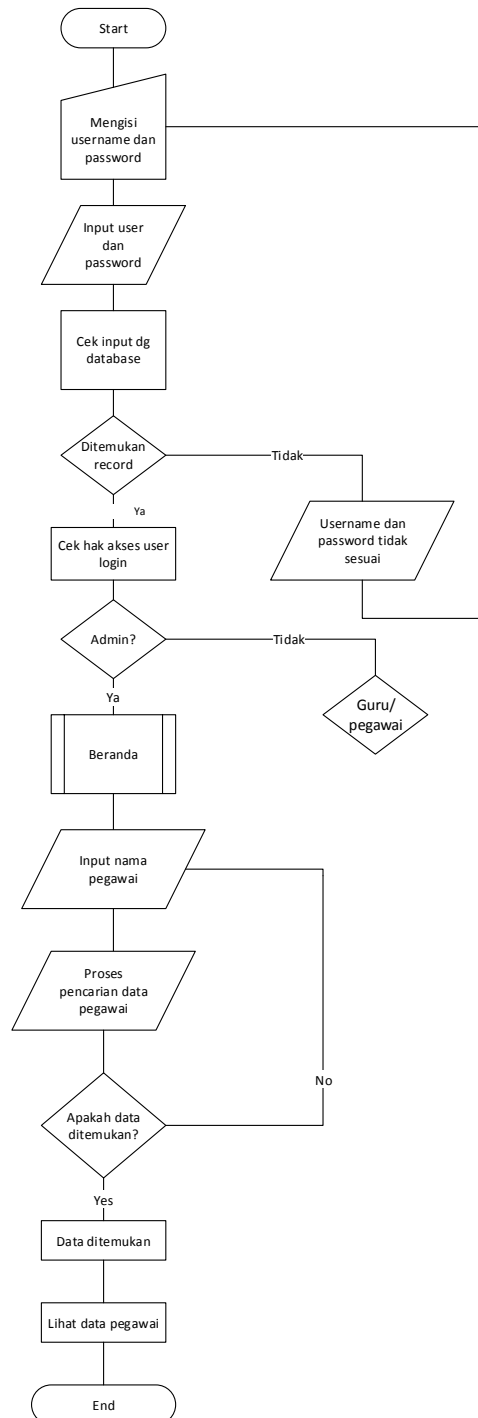 Start
Mengisi
username dan
password
Input user
dan
password
Cek input dg
database
Ditemukan
record
Tidak
Ya
Username dan
password tidak
sesuai
Cek hak akses user
login
Admin?
Tidak
Ya
Guru/
pegawai
Beranda
Input nama
pegawai
Proses
pencarian data
pegawai
No
Apakah data
ditemukan?
Yes
Data ditemukan
Lihat data pegawai
End